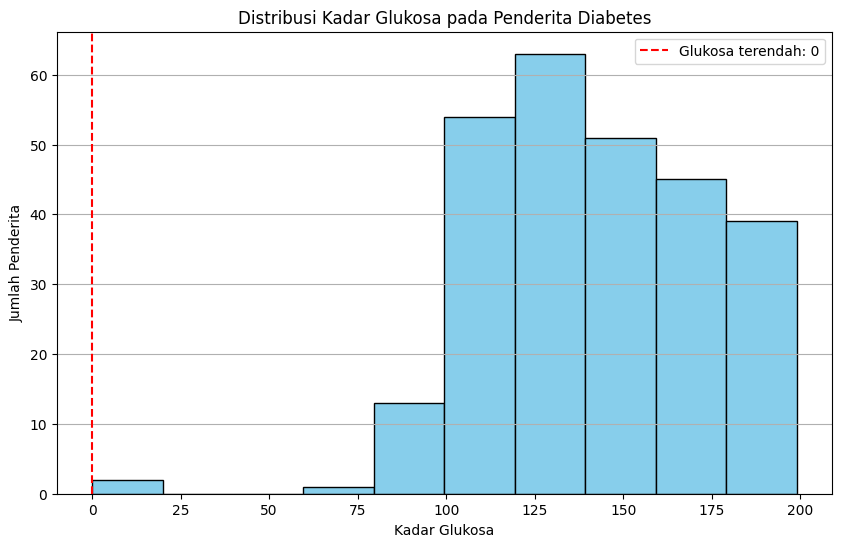 Distribusi Kadar Glukosa pada Penderita Diabetes
Glukosa terendah: 0
Jumlah Penderita
60
50
40
30
20
10
0
0 25 50 75 100 125 150 175 200
Kadar Glukosa